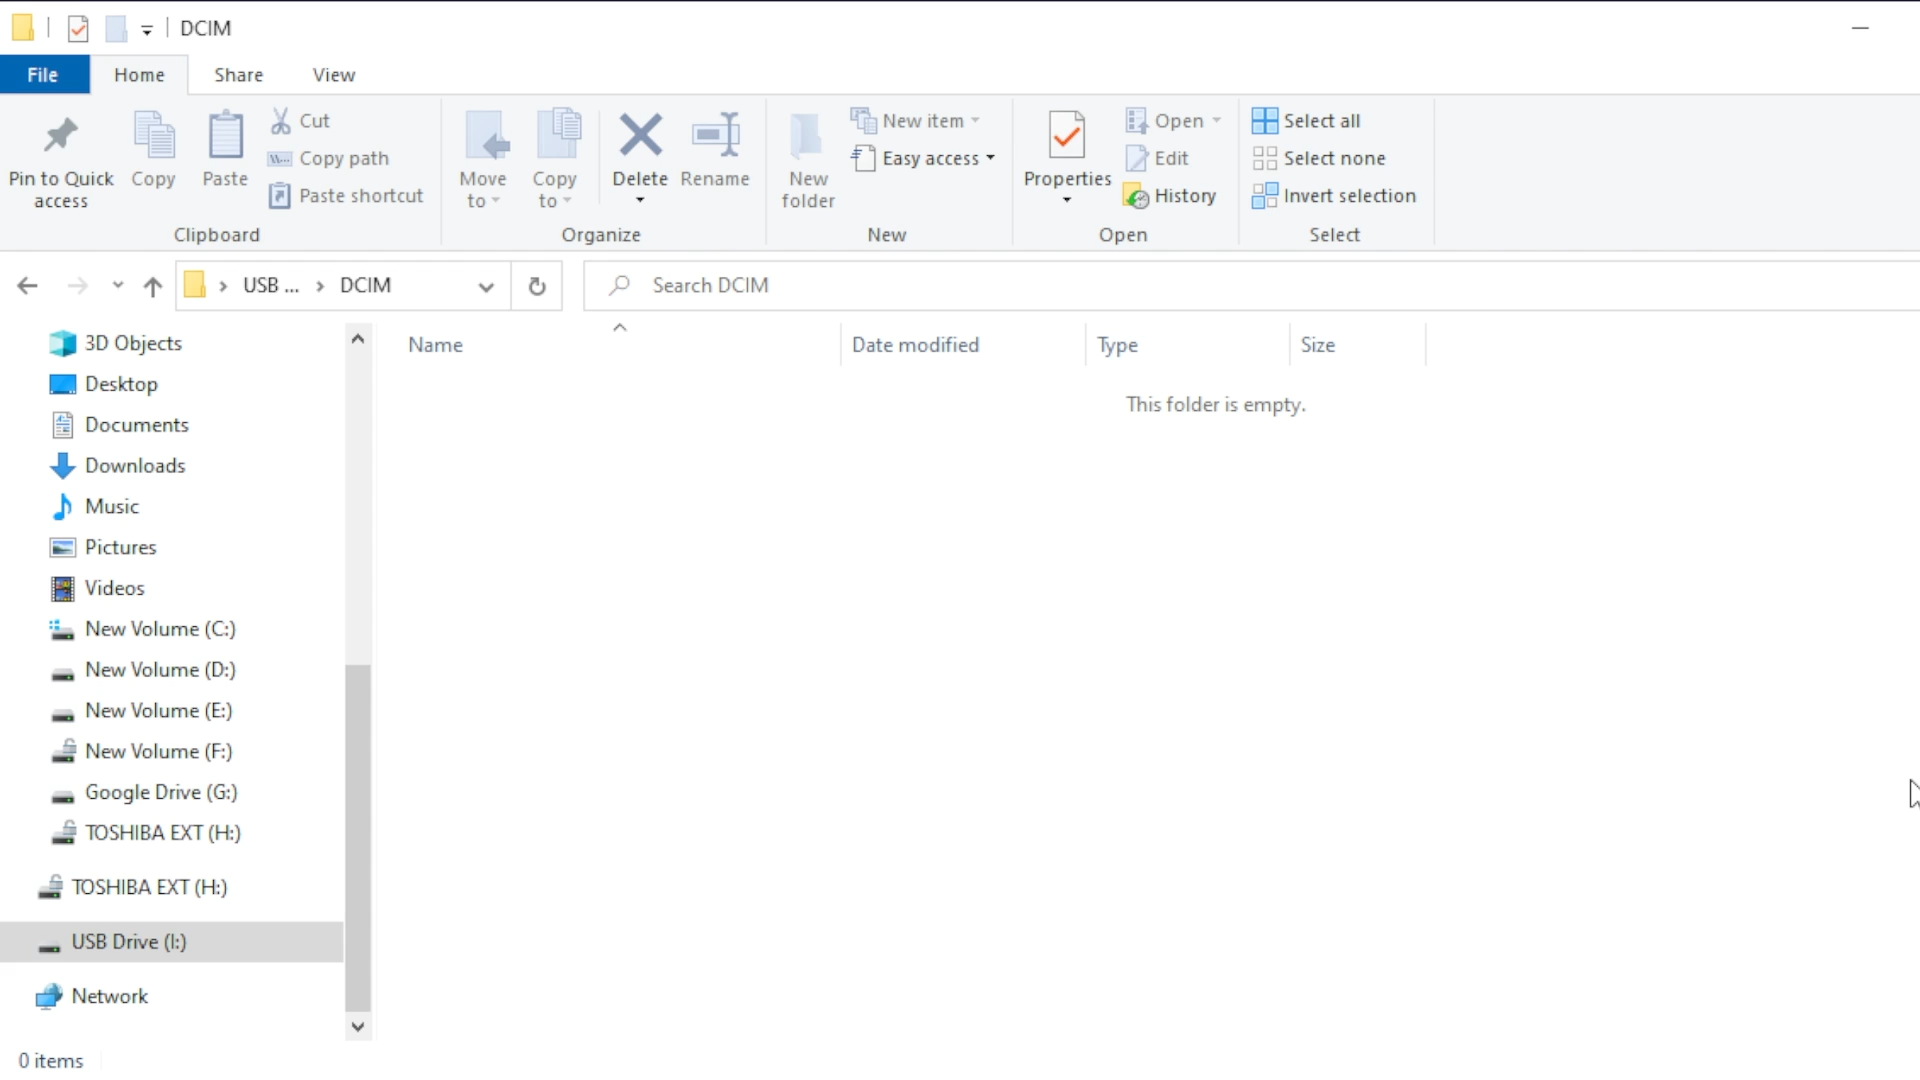 DCIM
File
Home
Share
View
Pin to Quick
access
Copy
Paste
Cut
Copy path
Paste shortcut
Clipboard
Move
to
Copy
to
Delete
Rename
Organize
New
folder
New item
Easy access
New
Properties
Open
Edit
History
Open
Select all
Select none
Invert selection
Select
USB ... › DCIM
Search DCIM
Name
Date modified
Type
Size
This folder is empty.
3D Objects
Desktop
Documents
Downloads
Music
Pictures
Videos
New Volume (C:)
New Volume (D:)
New Volume (E:)
New Volume (F:)
Google Drive (G:)
TOSHIBA EXT (H:)
TOSHIBA EXT (H:)
USB Drive (I:)
Network
0 items